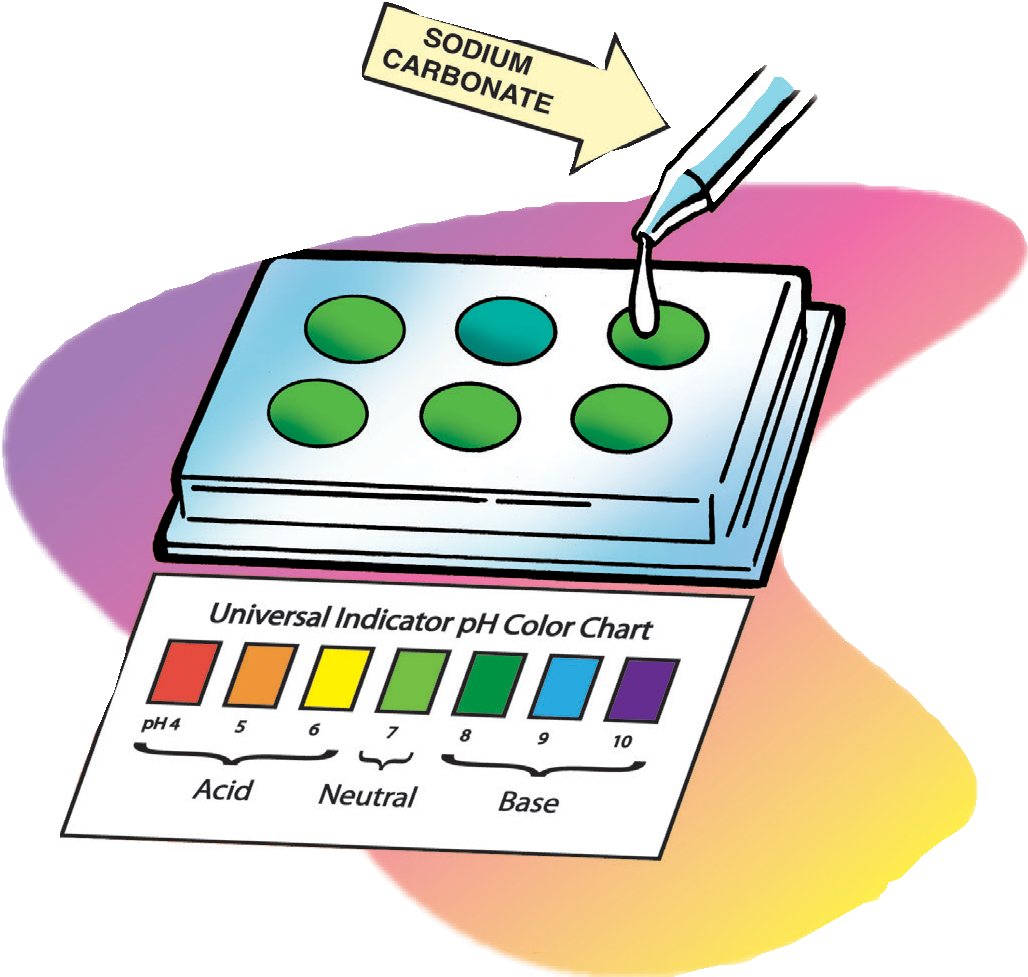 SODIUM
CARBONATE
Universal Indicator pH Color Chart
pH 4 5 6 7 8 9 10
Acid Neutral Base